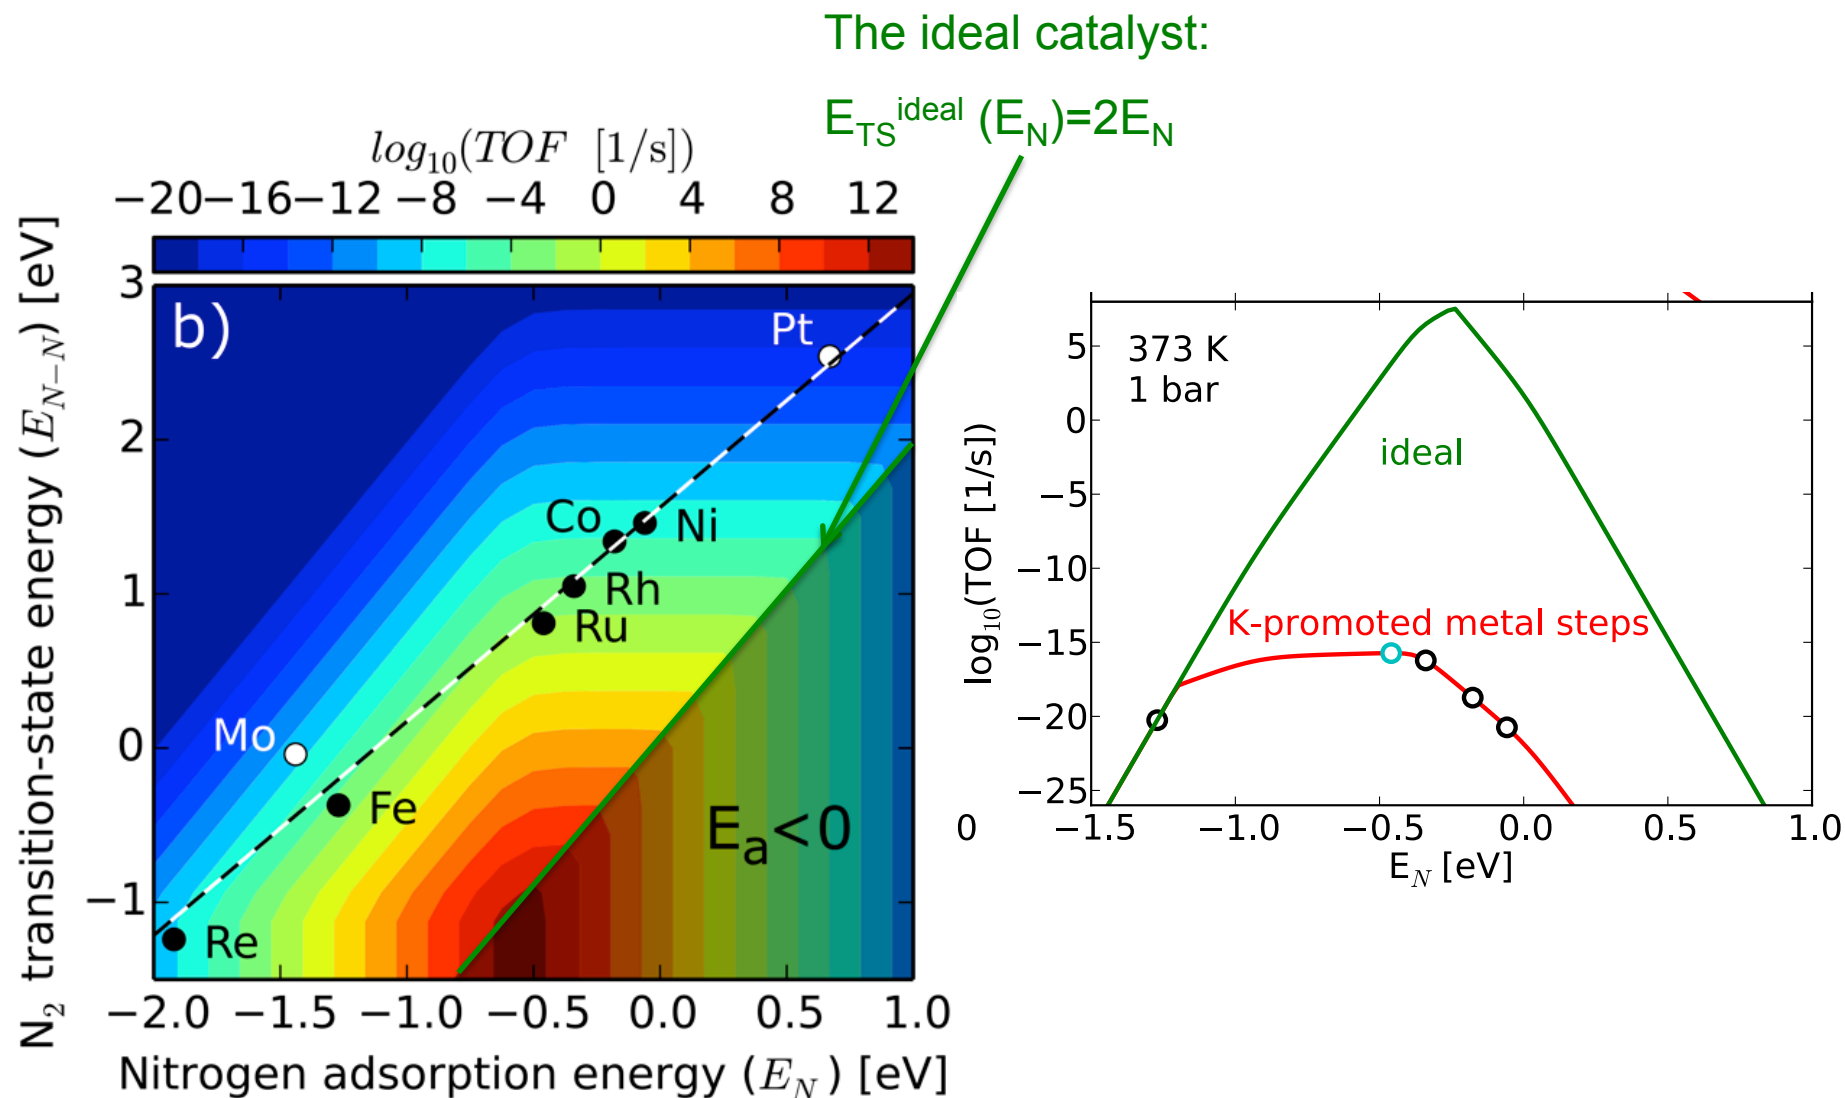 The ideal catalyst:
E_TS^ideal (E_N)=2E_N
log₁₀(TOF [1/s])
−20 −16 −12 −8 −4 0 4 8 12
N₂ transition-state energy (E_N−N) [eV]
3
2
1
0
−1
b)
Pt
Co
Ni
Rh
Ru
Mo
Fe
Re
E_a<0
−2.0 −1.5 −1.0 −0.5 0.0 0.5 1.0
Nitrogen adsorption energy (E_N) [eV]
log₁₀(TOF [1/s])
5
0
−5
−10
−15
−20
−25
373 K
1 bar
ideal
K-promoted metal steps
0
−1.5 −1.0 −0.5 0.0 0.5 1.0
E_N [eV]